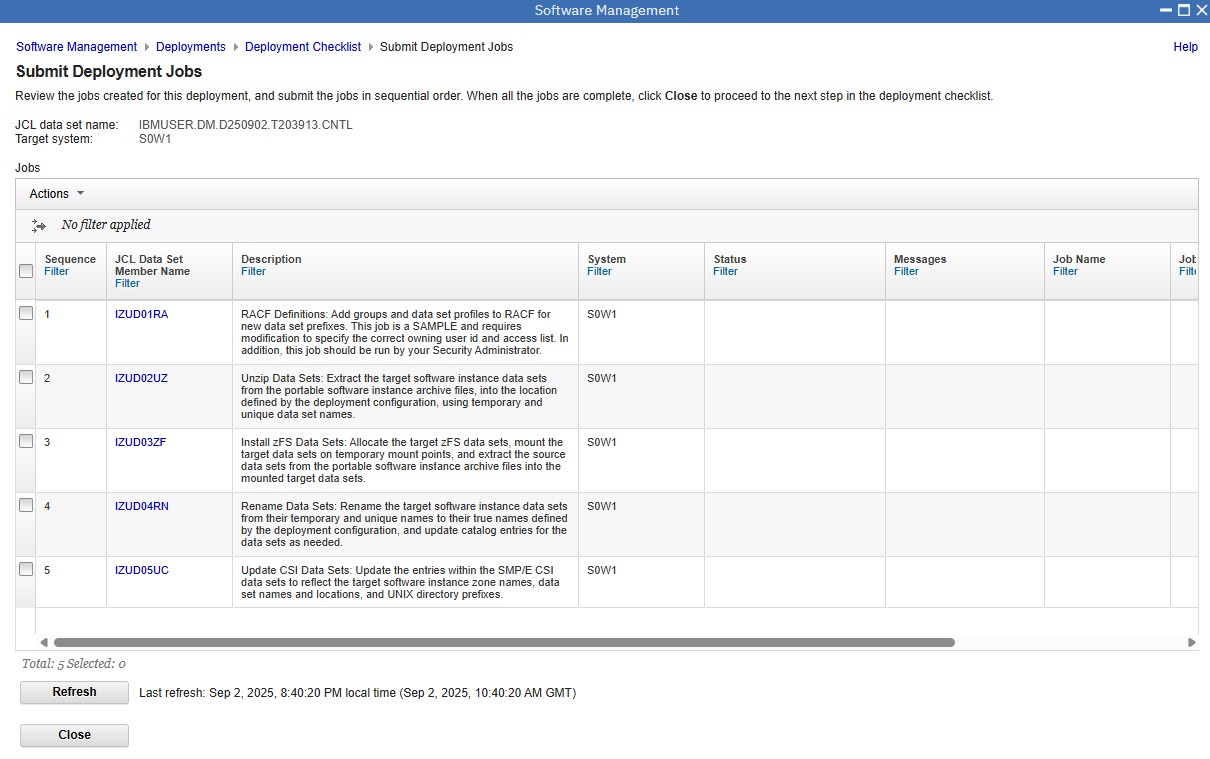 Software Management
Software Management Deployments Deployment Checklist Submit Deployment Jobs Help
Submit Deployment Jobs
Review the jobs created for this deployment, and submit the jobs in sequential order. When all the jobs are complete, click Close to proceed to the next step in the deployment checklist.
JCL data set name: IBMUSER.DM.D250902.T203913.CNTL
Target system: S0W1
Jobs
Actions
No filter applied
Sequence
Filter
JCL Data Set
Member Name
Filter
Description
Filter
System
Filter
Status
Filter
Messages
Filter
Job Name
Filter
Job
Filt
1
IZUD01RA
RACF Definitions: Add groups and data set profiles to RACF for
new data set prefixes. This job is a SAMPLE and requires
modification to specify the correct owning user id and access list. In
addition, this job should be run by your Security Administrator.
S0W1
2
IZUD02UZ
Unzip Data Sets: Extract the target software instance data sets
from the portable software instance archive files, into the location
defined by the deployment configuration, using temporary and
unique data set names.
S0W1
3
IZUD03ZF
Install zFS Data Sets: Allocate the target zFS data sets, mount the
target data sets on temporary mount points, and extract the source
data sets from the portable software instance archive files into the
mounted target data sets.
S0W1
4
IZUD04RN
Rename Data Sets: Rename the target software instance data sets
from their temporary and unique names to their true names defined
by the deployment configuration, and update catalog entries for the
data sets as needed.
S0W1
5
IZUD05UC
Update CSI Data Sets: Update the entries within the SMP/E CSI
data sets to reflect the target software instance zone names, data
set names and locations, and UNIX directory prefixes.
S0W1
Total: 5 Selected: 0
Refresh Last refresh: Sep 2, 2025, 8:40:20 PM local time (Sep 2, 2025, 10:40:20 AM GMT)
Close